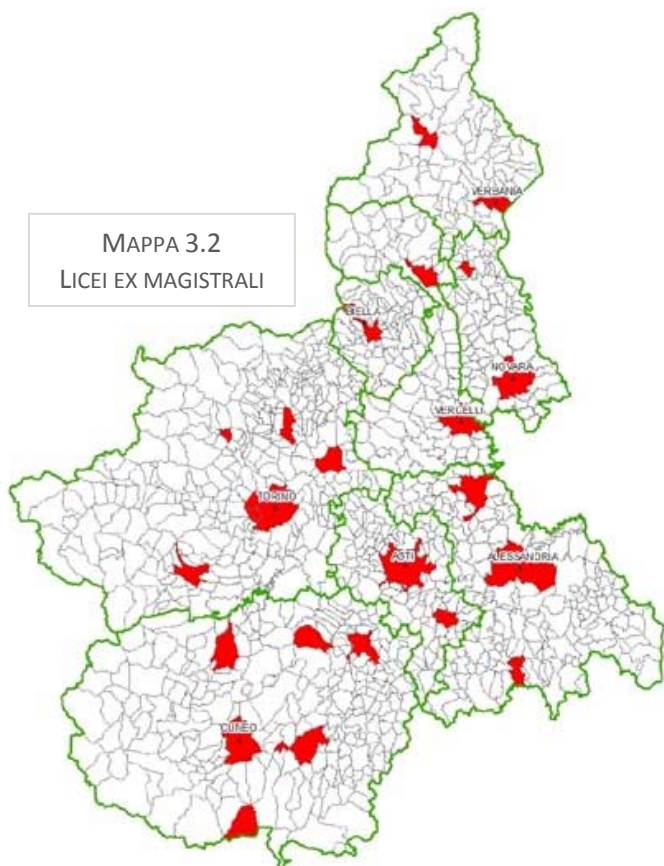 VERBANIA
MAPPA 3.2
LICEI EX MAGISTRALI
BIELLA
NOVARA
VERCELLI
TORINO
ASTI
ALESSANDRIA
CUNEO